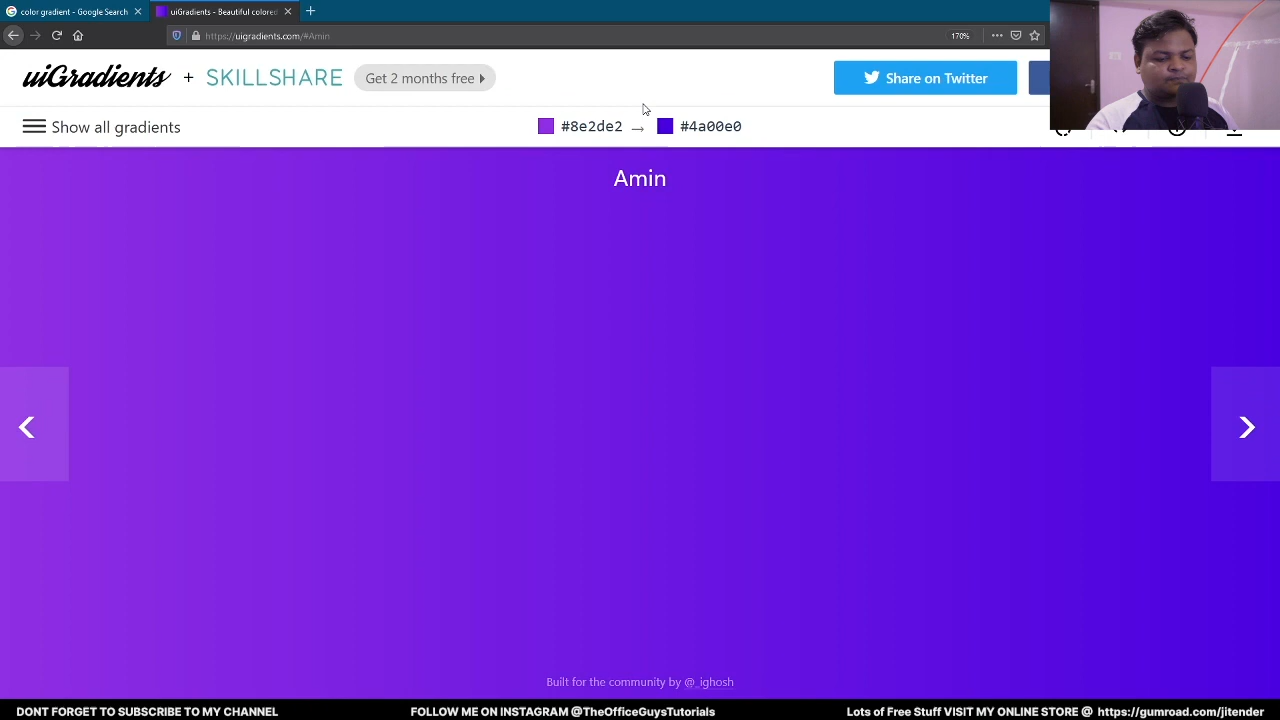 color gradient - Google Search
uiGradients - Beautiful colored
https://uigradients.com/#Amin
170%
uiGradients + SKILLSHARE Get 2 months free
Share on Twitter
Show all gradients
#8e2de2 → #4a00e0
Amin
Built for the community by @_ighosh
DONT FORGET TO SUBSCRIBE TO MY CHANNEL
FOLLOW ME ON INSTAGRAM @TheOfficeGuysTutorials
Lots of Free Stuff VISIT MY ONLINE STORE @ https://gumroad.com/jitender